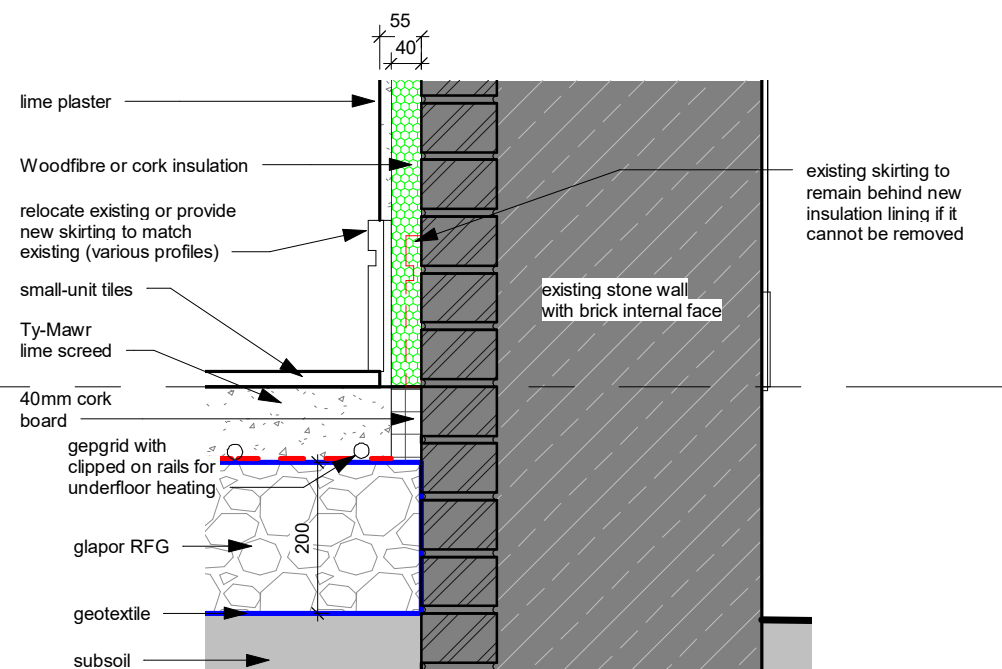 55
40
lime plaster
Woodfibre or cork insulation
relocate existing or provide
new skirting to match
existing (various profiles)
small-unit tiles
Ty-Mawr
lime screed
40mm cork
board
gepgrid with
clipped on rails for
underfloor heating
glapor RFG
geotextile
subsoil
200
existing stone wall
with brick internal face
existing skirting to
remain behind new
insulation lining if it
cannot be removed